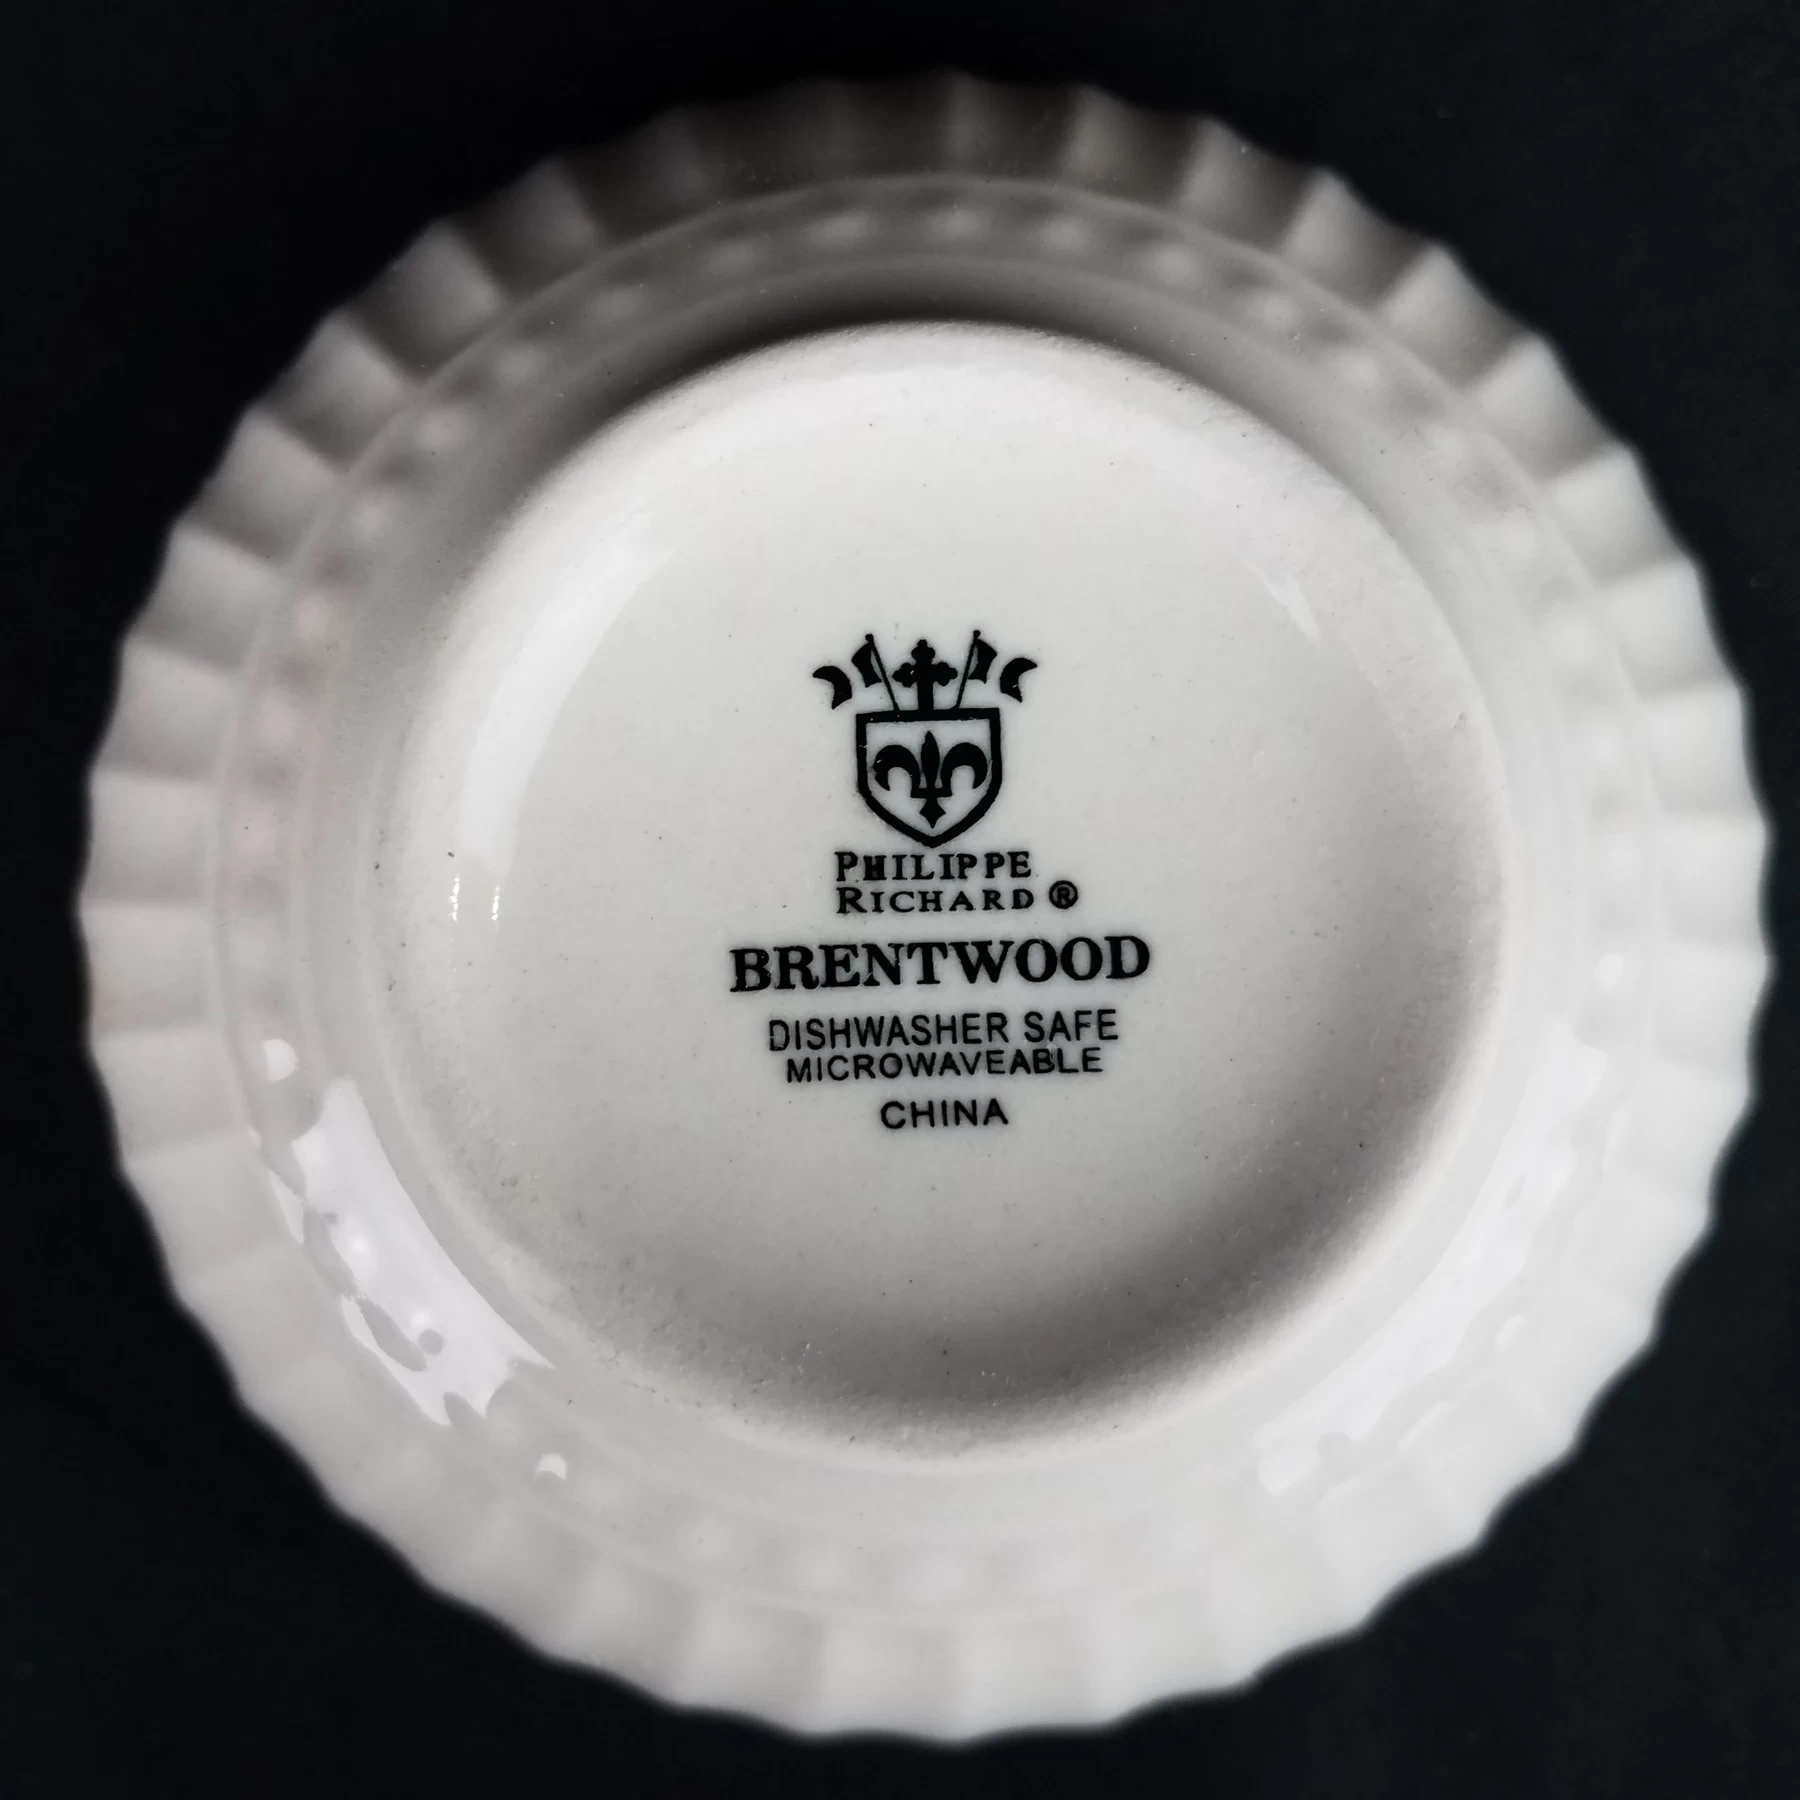 PHILIPPE
RICHARD ®
BRENTWOOD
DISHWASHER SAFE
MICROWAVEABLE
CHINA